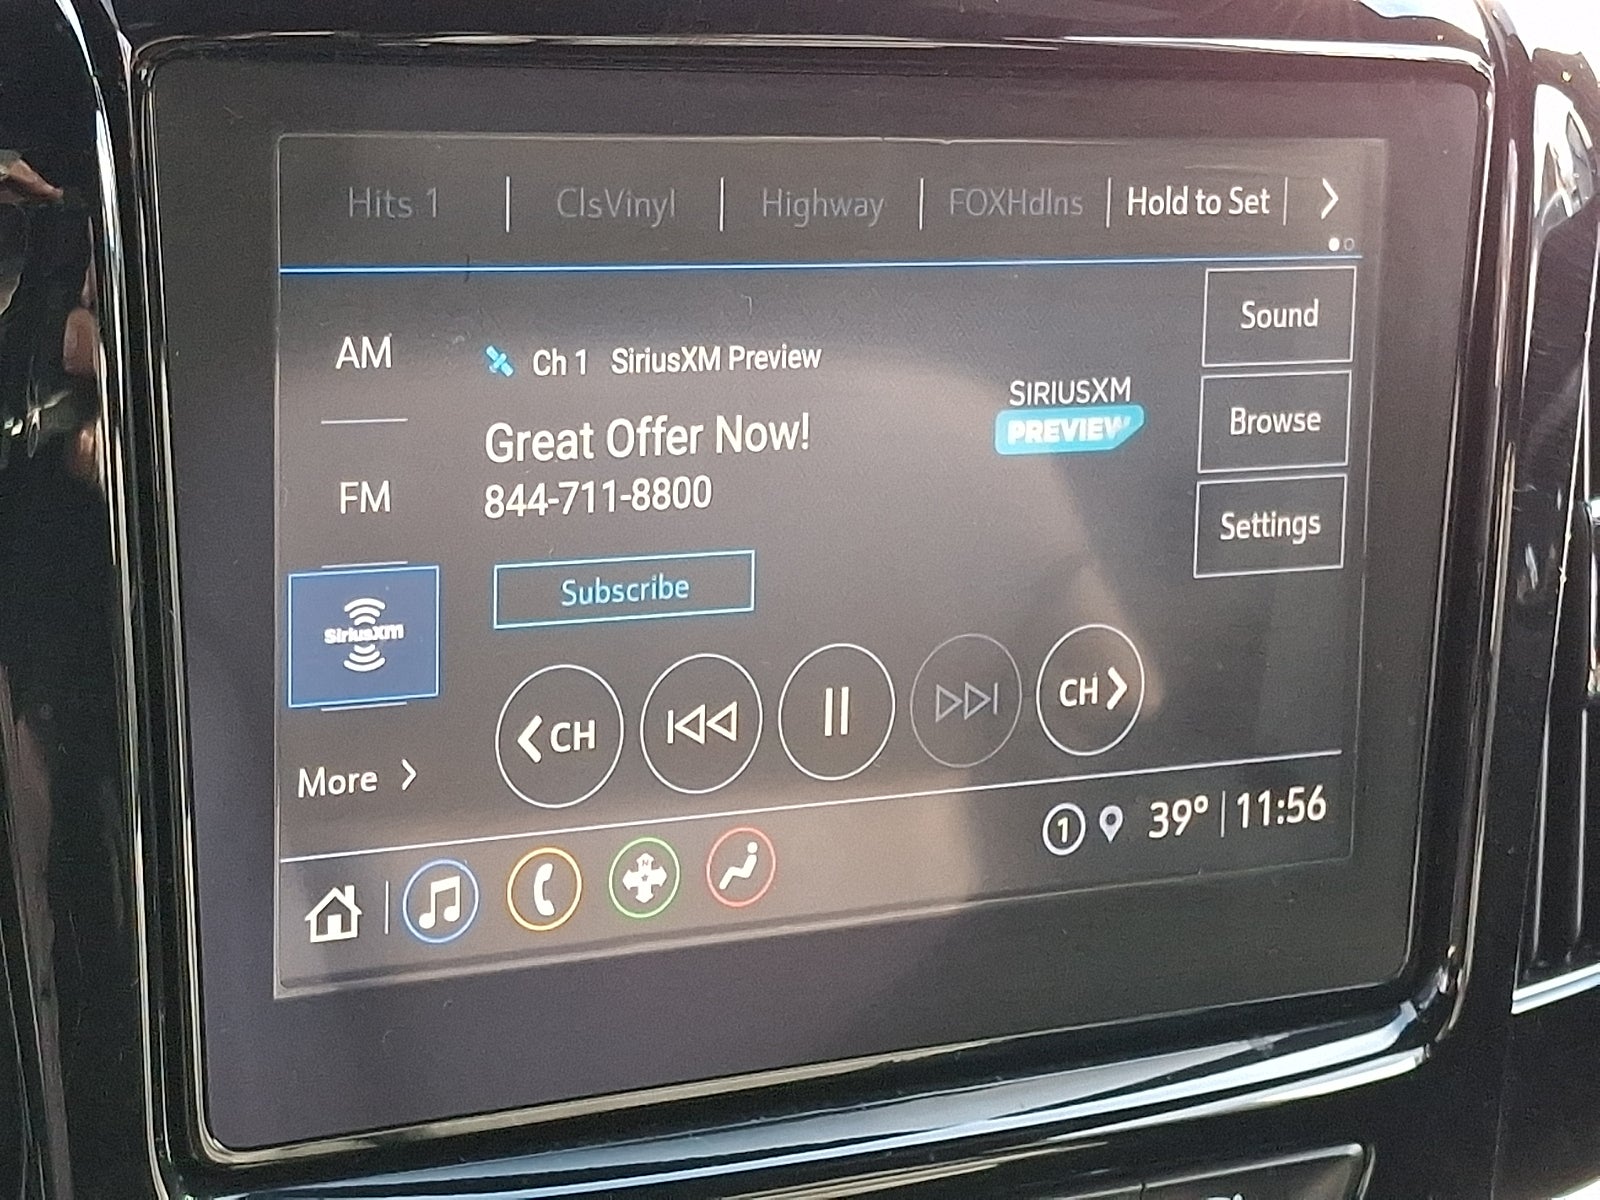 Hits 1 | ClsVinyl | Highway | FOXHdlns | Hold to Set |
AM
FM
SiriusXM
More
Ch 1 SiriusXM Preview
Great Offer Now!
844-711-8800
Subscribe
SIRIUSXM
PREVIEW
Sound
Browse
Settings
CH
CH
1 39° | 11:56
N